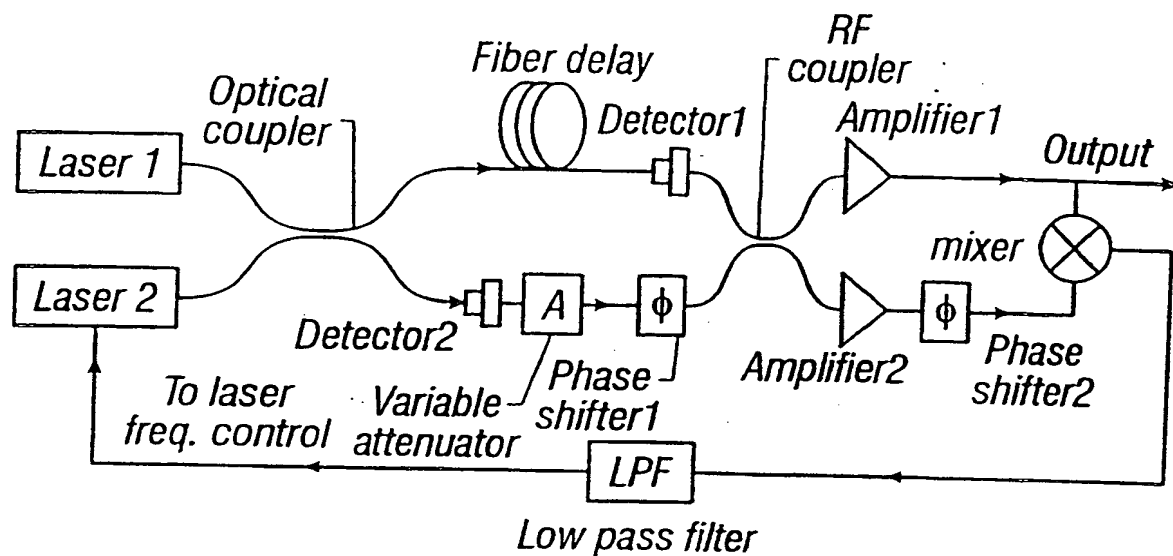 Laser 1
Laser 2
Optical
coupler
Fiber delay
Detector1
RF
coupler
Amplifier1
Output
mixer
Detector2
A
ϕ
Variable
attenuator
Phase
shifter1
Amplifier2
ϕ
Phase
shifter2
To laser
freq. control
LPF
Low pass filter